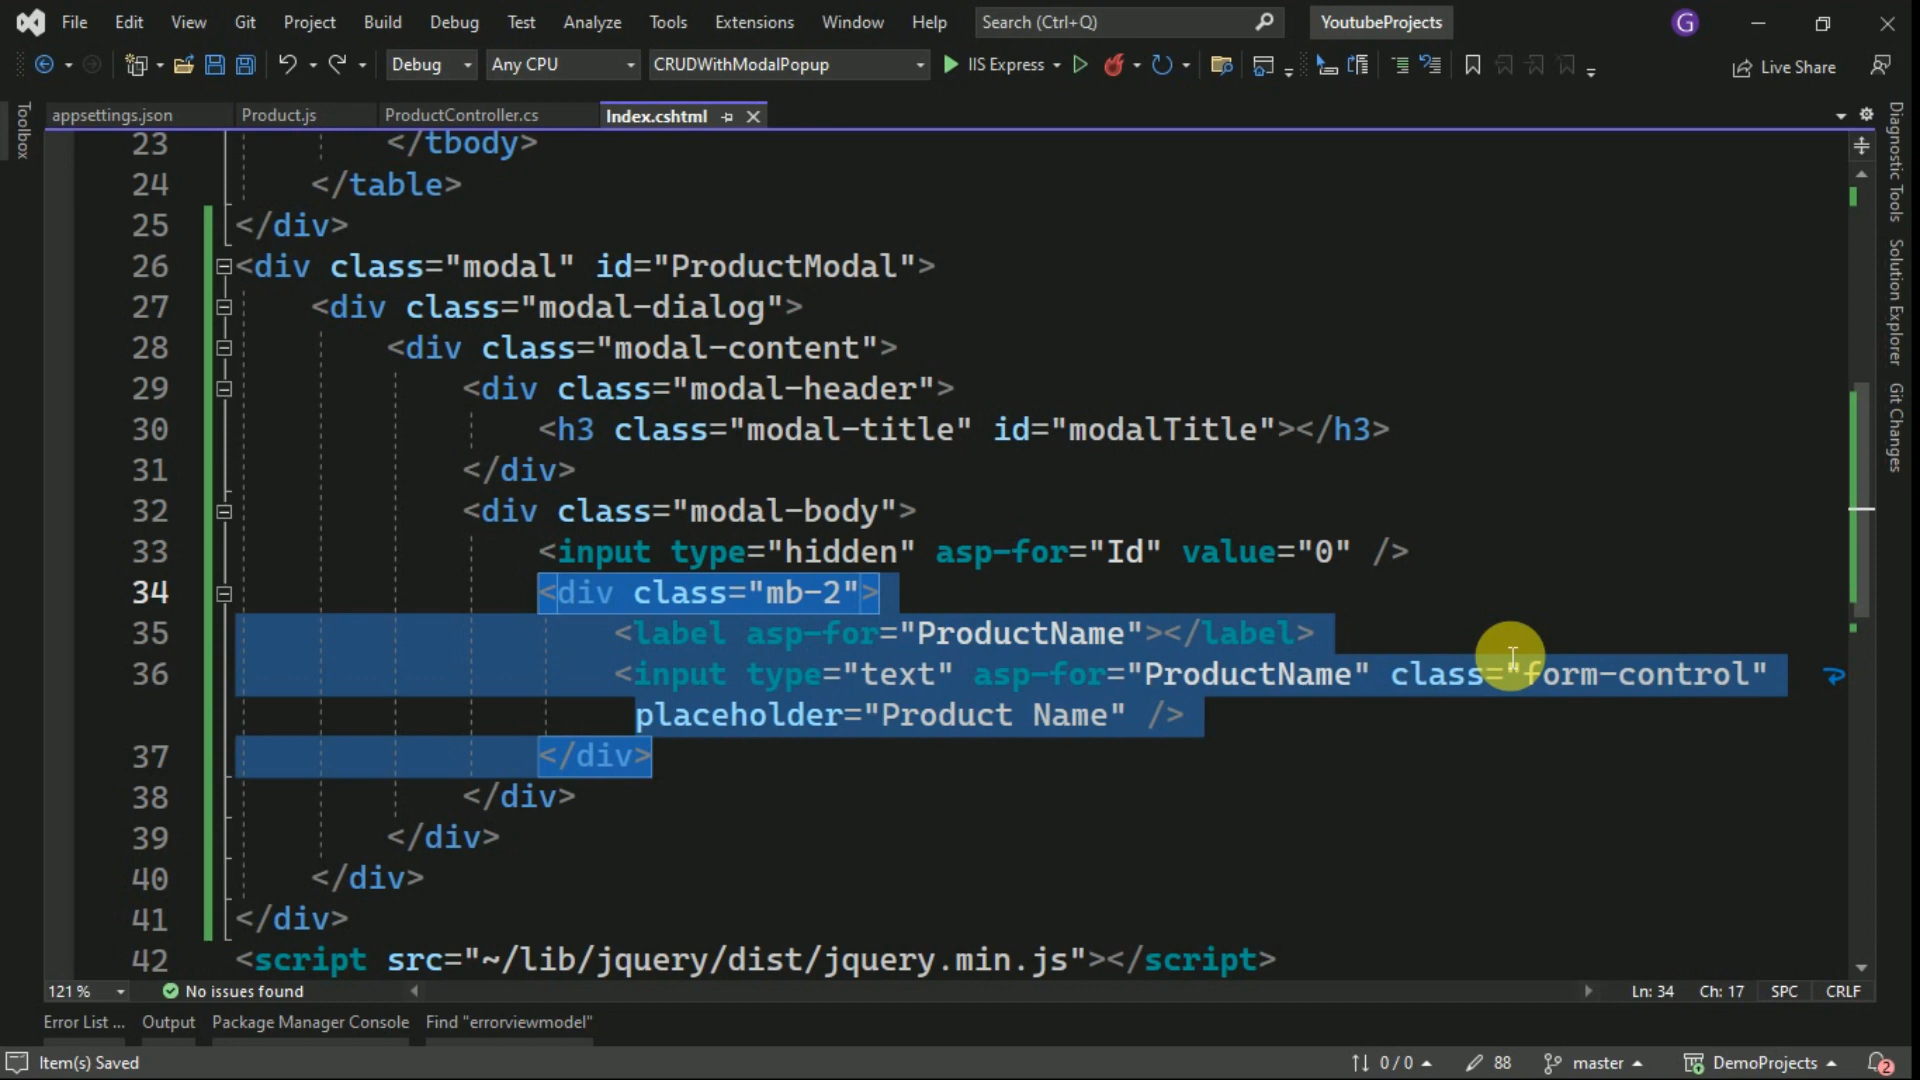 File Edit View Git Project Build Debug Test Analyze Tools Extensions Window Help Search (Ctrl+Q) YoutubeProjects G
Debug Any CPU CRUDWithModalPopup IIS Express Live Share
appsettings.json Product.js ProductController.cs Index.cshtml
Toolbox
Diagnostic Tools
Solution Explorer
Git Changes
23 </tbody>
24 </table>
25 </div>
26 <div class="modal" id="ProductModal">
27 <div class="modal-dialog">
28 <div class="modal-content">
29 <div class="modal-header">
30 <h3 class="modal-title" id="modalTitle"></h3>
31 </div>
32 <div class="modal-body">
33 <input type="hidden" asp-for="Id" value="0" />
34 <div class="mb-2">
35 <label asp-for="ProductName"></label>
36 <input type="text" asp-for="ProductName" class="form-control"
placeholder="Product Name" />
37 </div>
38 </div>
39 </div>
40 </div>
41 </div>
42 <script src="~/lib/jquery/dist/jquery.min.js"></script>
121 % No issues found Ln: 34 Ch: 17 SPC CRLF
Error List ... Output Package Manager Console Find "errorviewmodel"
Item(s) Saved 0 / 0 88 master DemoProjects 2